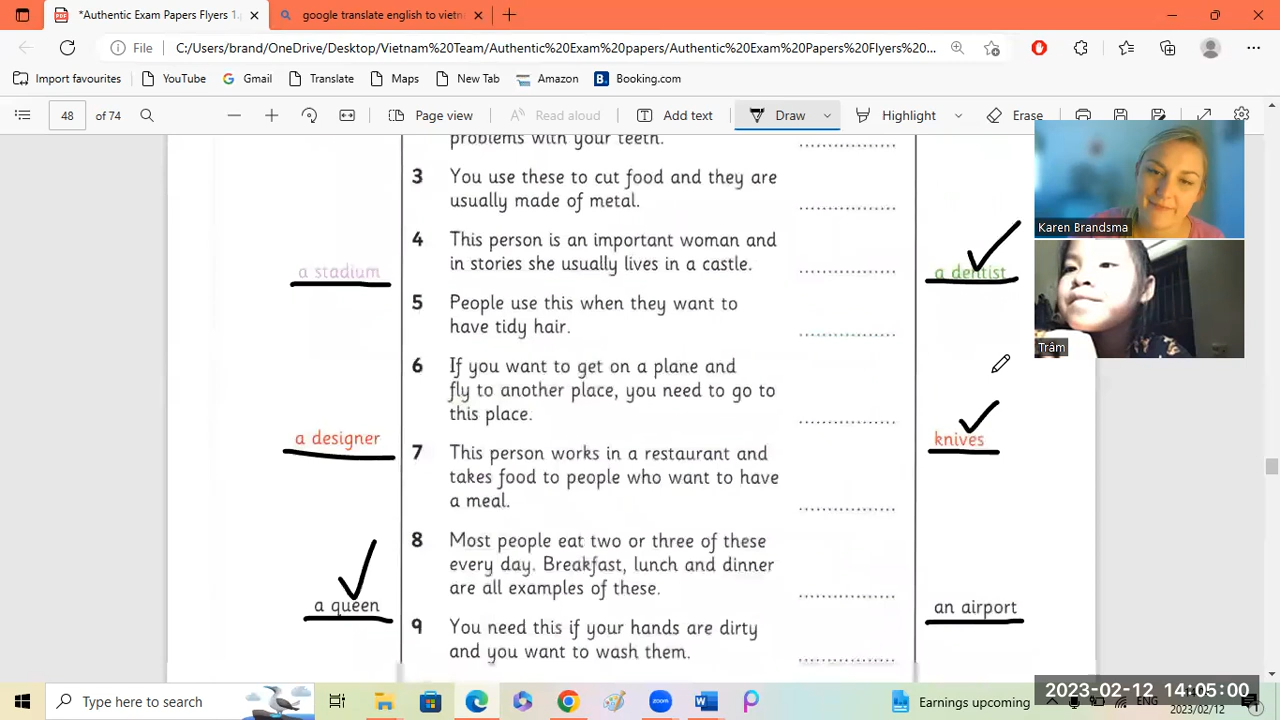 "Authentic Exam Papers Flyers 1.
google translate english to vietn
File
C:/Users/brand/OneDrive/Desktop/Vietnam%20Team/Authentic%20Exam%20papers/Authentic%20Exam%20Papers%20Flyers%20...
Import favourites
YouTube
Gmail
Translate
Maps
New Tab
Amazon
B.
Booking.com
48
of 74
Page view
Read aloud
Add text
Draw
Highlight
Erase
problems with your teeth.
3 You use these to cut food and they are
usually made of metal.
4 This person is an important woman and
in stories she usually lives in a castle.
5 People use this when they want to
have tidy hair.
6 If you want to get on a plane and
fly to another place, you need to go to
this place.
7 This person works in a restaurant and
takes food to people who want to have
a meal.
8 Most people eat two or three of these
every day. Breakfast, lunch and dinner
are all examples of these.
9 You need this if your hands are dirty
and you want to wash them.
a stadium
a designer
a queen
a dentist
knives
an airport
Karen Brandsma
Trâm
Type here to search
Earnings upcoming
ENG
2023-02-12 14:05:00
2023/02/12